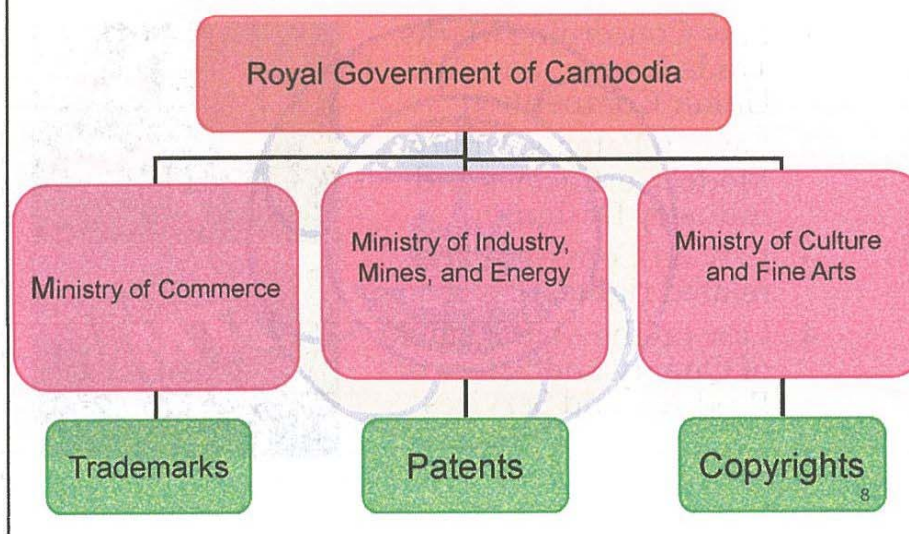 Royal Government of Cambodia
Ministry of Commerce
Ministry of Industry,
Mines, and Energy
Ministry of Culture
and Fine Arts
Trademarks
Patents
Copyrights
8